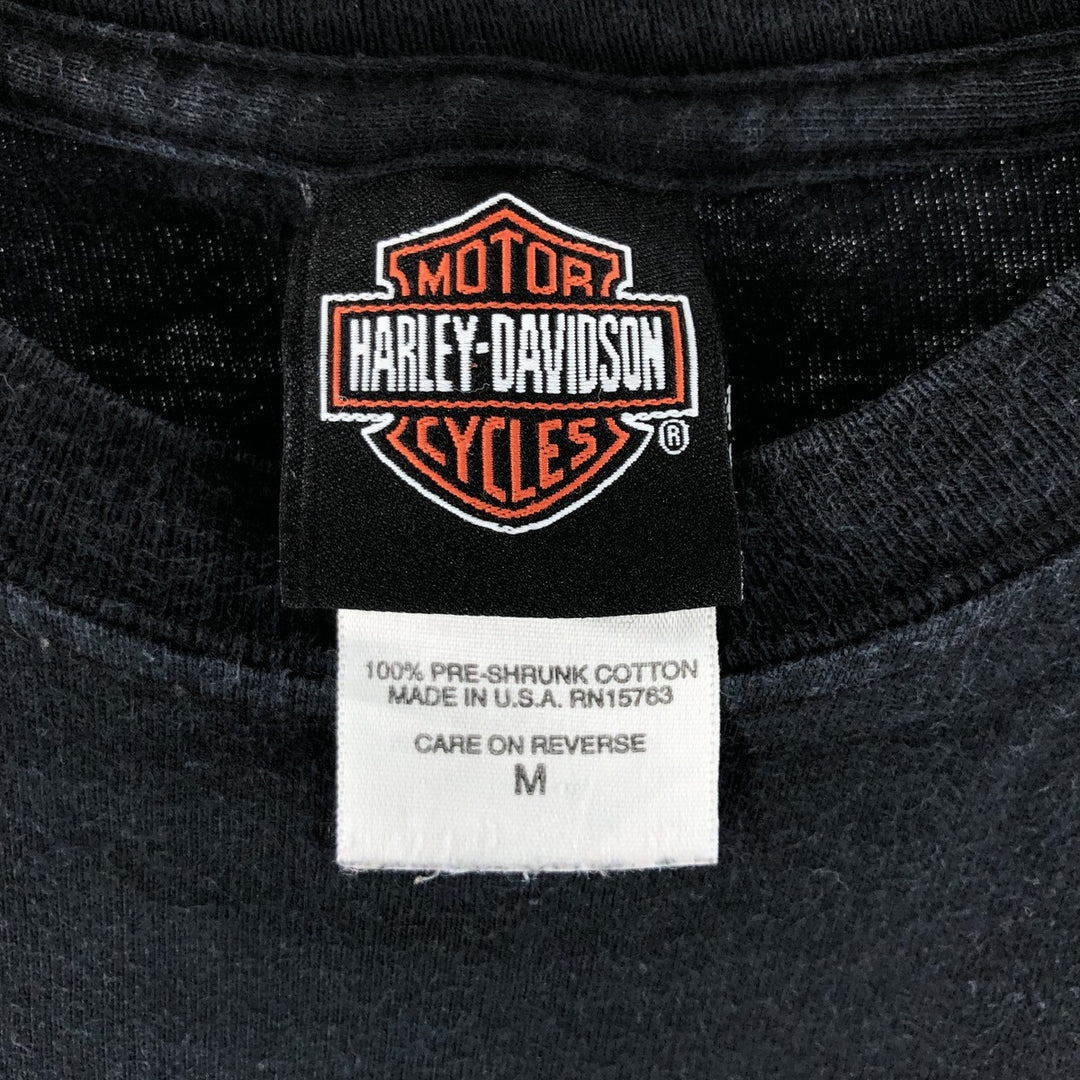 MOTOR
HARLEY-DAVIDSON
CYCLES
®
100% PRE-SHRUNK COTTON
MADE IN U.S.A. RN15763
CARE ON REVERSE
M